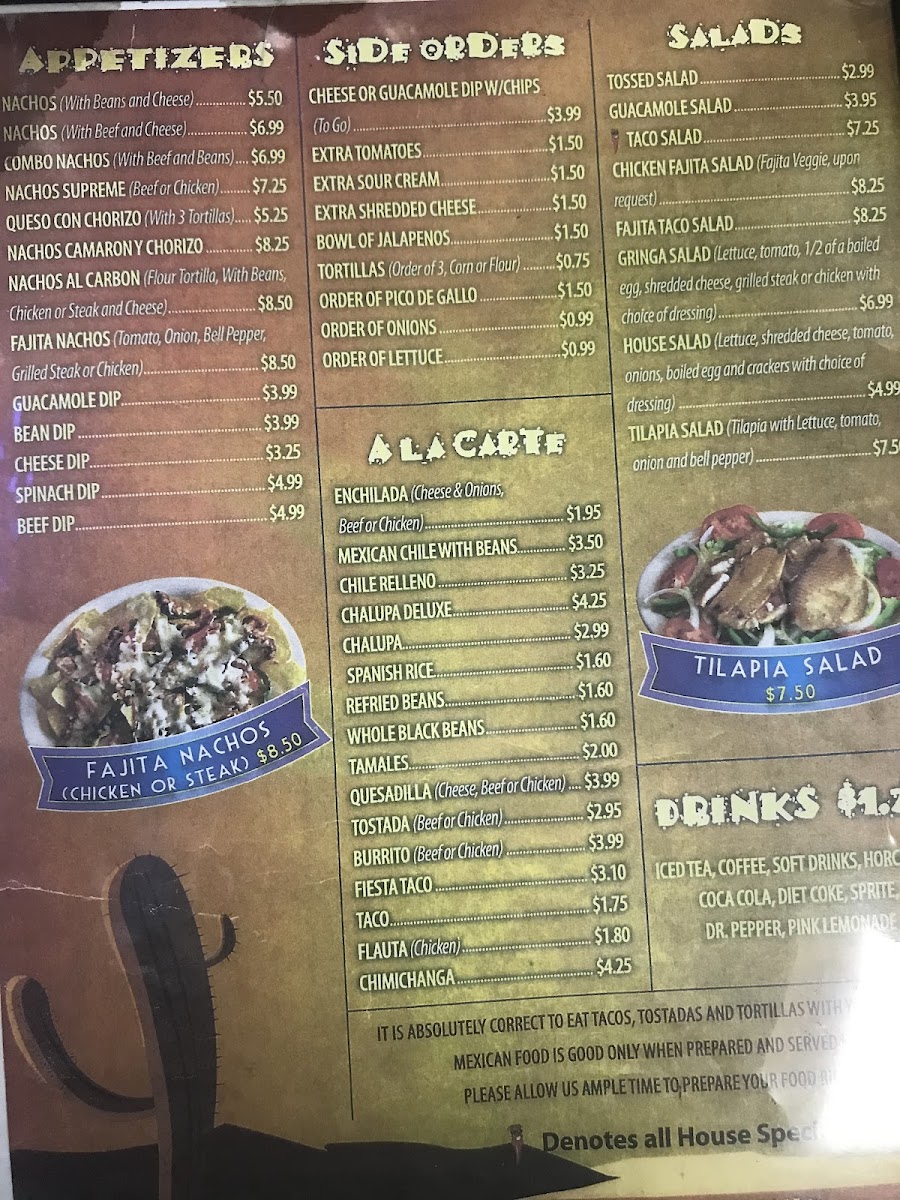 APPETIZERS
NACHOS (With Beans and Cheese) $5.50
NACHOS (With Beef and Cheese) $6.99
COMBO NACHOS (With Beef and Beans) $6.99
NACHOS SUPREME (Beef or Chicken) $7.25
QUESO CON CHORIZO (With 3 Tortillas) $5.25
NACHOS CAMARON Y CHORIZO $8.25
NACHOS AL CARBON (Flour Tortilla, With Beans,
Chicken or Steak and Cheese) $8.50
FAJITA NACHOS (Tomato, Onion, Bell Pepper,
Grilled Steak or Chicken) $8.50
GUACAMOLE DIP $3.99
BEAN DIP $3.99
CHEESE DIP $3.25
SPINACH DIP $4.99
BEEF DIP $4.99
FAJITA NACHOS
(CHICKEN OR STEAK) $8.50
SIDE ORDERS
CHEESE OR GUACAMOLE DIP W/CHIPS
(To Go) $3.99
EXTRA TOMATOES $1.50
EXTRA SOUR CREAM $1.50
EXTRA SHREDDED CHEESE $1.50
BOWL OF JALAPENOS $1.50
TORTILLAS (Order of 3, Corn or Flour) $0.75
ORDER OF PICO DE GALLO $1.50
ORDER OF ONIONS $0.99
ORDER OF LETTUCE $0.99
A LA CARTE
ENCHILADA (Cheese & Onions,
Beef or Chicken) $1.95
MEXICAN CHILE WITH BEANS $3.50
CHILE RELLENO $3.25
CHALUPA DELUXE $4.25
CHALUPA $2.99
SPANISH RICE $1.60
REFRIED BEANS $1.60
WHOLE BLACK BEANS $1.60
TAMALES $2.00
QUESADILLA (Cheese, Beef or Chicken) $3.99
TOSTADA (Beef or Chicken) $2.95
BURRITO (Beef or Chicken) $3.99
FIESTA TACO $3.10
TACO $1.75
FLAUTA (Chicken) $1.80
CHIMICHANGA $4.25
SALADS
TOSSED SALAD $2.99
GUACAMOLE SALAD $3.95
TACO SALAD $7.25
CHICKEN FAJITA SALAD (Fajita Veggie, upon
request) $8.25
FAJITA TACO SALAD $8.25
GRINGA SALAD (Lettuce, tomato, 1/2 of a boiled
egg, shredded cheese, grilled steak or chicken with
choice of dressing) $6.99
HOUSE SALAD (Lettuce, shredded cheese, tomato,
onions, boiled egg and crackers with choice of
dressing) $4.99
TILAPIA SALAD (Tilapia with Lettuce, tomato,
onion and bell pepper) $7.50
TILAPIA SALAD
$7.50
DRINKS
ICED TEA, COFFEE, SOFT DRINKS,
COCA COLA, DIET COKE, SPRITE,
DR. PEPPER, PINK LEMONADE
IT IS ABSOLUTELY CORRECT TO EAT TACOS, TOSTADAS AND TORTILLAS WITH
MEXICAN FOOD IS GOOD ONLY WHEN PREPARED AND SERVED
PLEASE ALLOW US AMPLE TIME TO PREPARE YOUR FOOD
Denotes all House